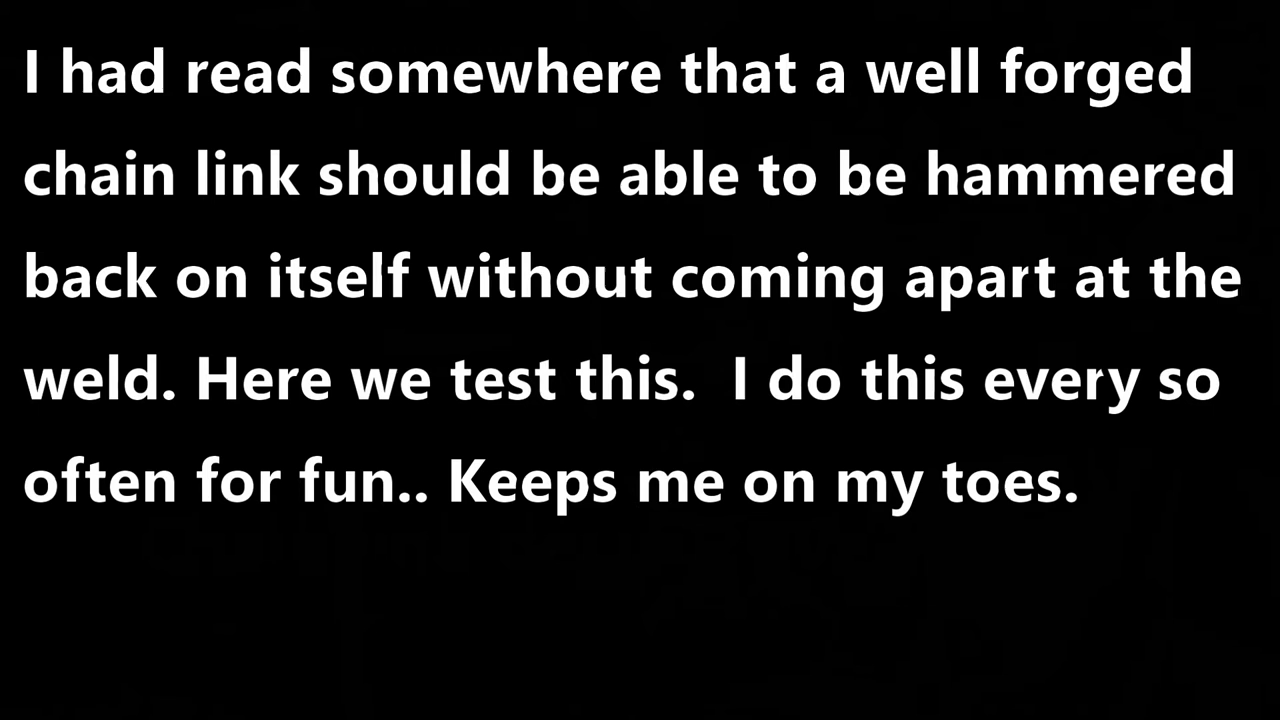 I had read somewhere that a well forged
chain link should be able to be hammered
back on itself without coming apart at the
weld. Here we test this.  I do this every so
often for fun.. Keeps me on my toes.